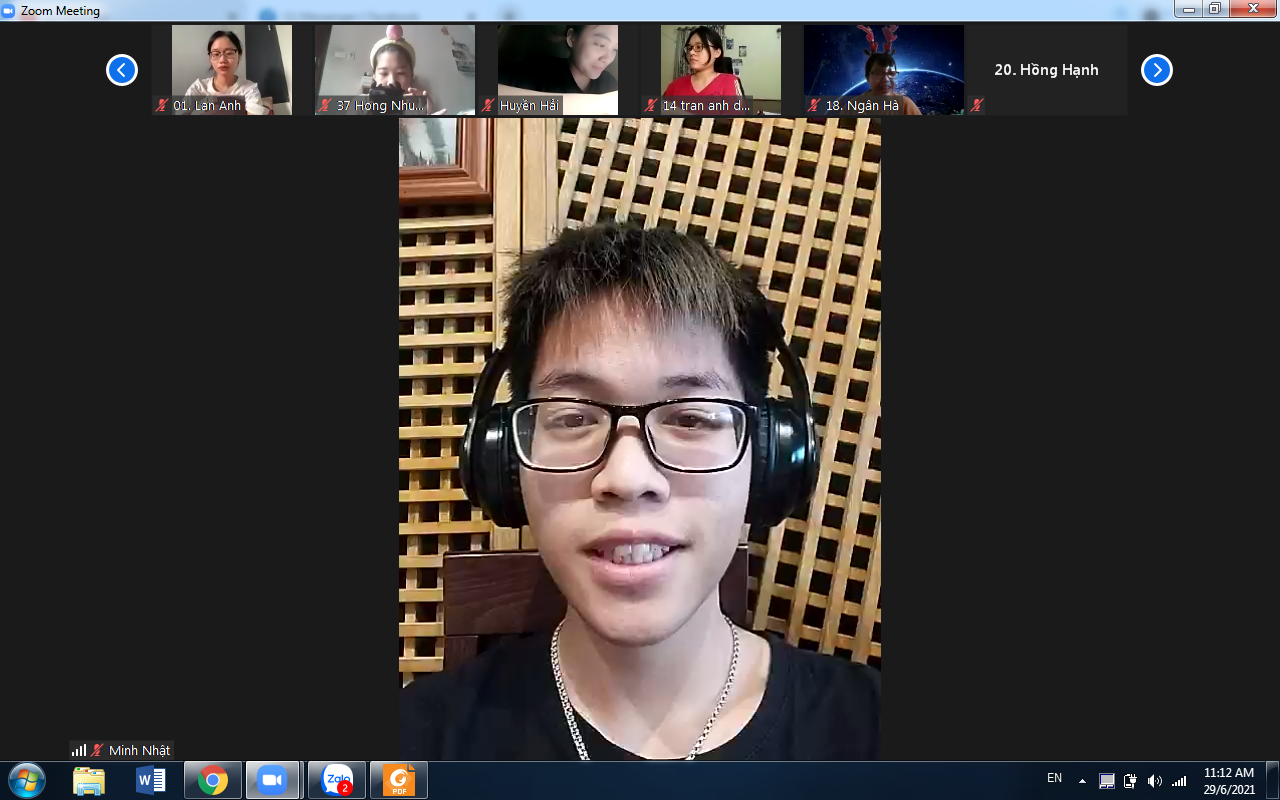 Zoom Meeting
01. Lan Anh
37 Hong Nhu...
Huyền Hải
14 tran anh d...
18. Ngân Hà
20. Hồng Hạnh
Minh Nhật
Zalo
2
PDF
EN
11:12 AM
29/6/2021